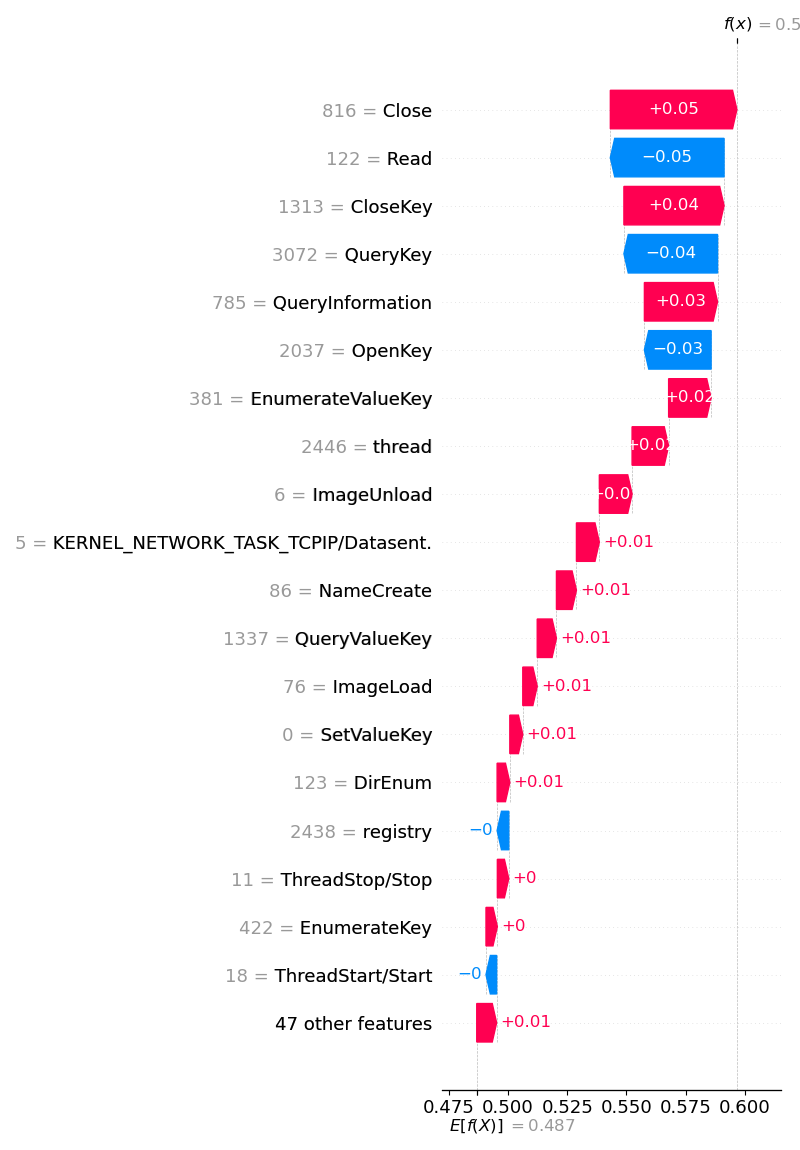 f(x) = 0.5
816 = Close
+0.05
122 = Read
−0.05
1313 = CloseKey
+0.04
3072 = QueryKey
−0.04
785 = QueryInformation
+0.03
2037 = OpenKey
−0.03
381 = EnumerateValueKey
+0.02
2446 = thread
6 = ImageUnload
5 = KERNEL_NETWORK_TASK_TCPIP/Datasent.
+0.01
86 = NameCreate
+0.01
1337 = QueryValueKey
+0.01
76 = ImageLoad
+0.01
0 = SetValueKey
+0.01
123 = DirEnum
+0.01
2438 = registry
−0
11 = ThreadStop/Stop
+0
422 = EnumerateKey
+0
18 = ThreadStart/Start
−0
47 other features
+0.01
0.475 0.500 0.525 0.550 0.575 0.600
E[f(X)] = 0.487